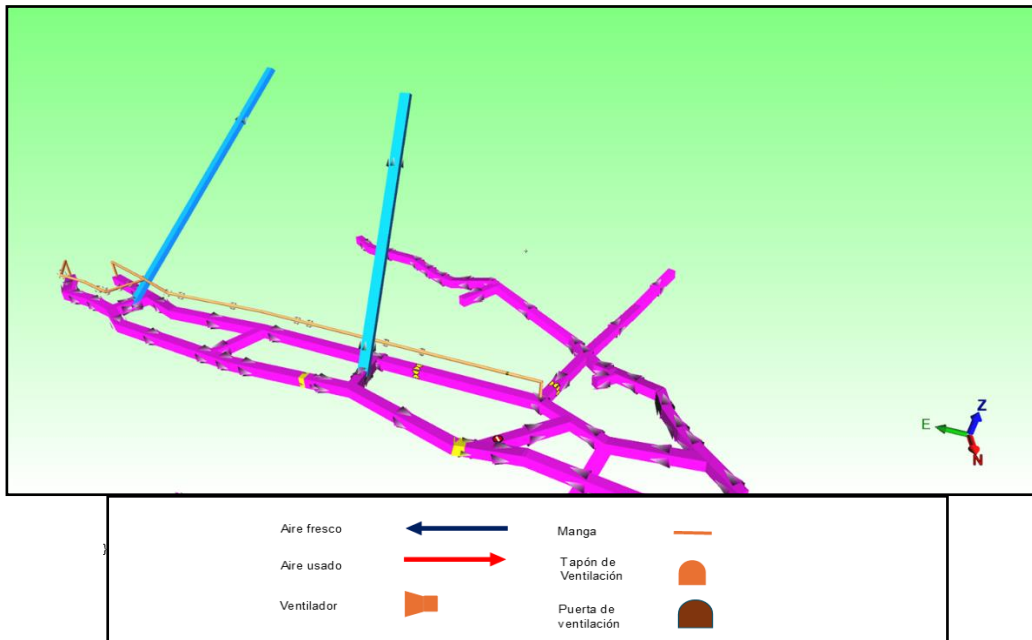 E
Z
N
}
Aire fresco
Manga
Aire usado
Tapón de
Ventilación
Ventilador
Puerta de
ventilación